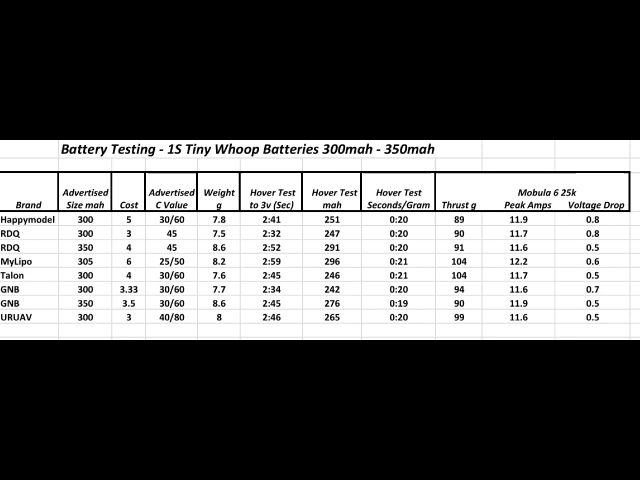 Battery Testing - 1S Tiny Whoop Batteries 300mah - 350mah
Advertised Advertised Weight Hover Test Hover Test Hover Test Mobula 6 25k
Brand Size mah Cost C Value g to 3v (Sec) mah Seconds/Gram Thrust g Peak Amps Voltage Drop
Happymodel 300 5 30/60 7.8 2:41 251 0:20 89 11.9 0.8
RDQ 300 3 45 7.5 2:32 247 0:20 90 11.7 0.8
RDQ 350 4 45 8.6 2:52 291 0:20 91 11.6 0.5
MyLipo 305 6 25/50 8.2 2:59 296 0:21 104 12.2 0.6
Talon 300 4 30/60 7.6 2:45 246 0:21 104 11.7 0.5
GNB 300 3.33 30/60 7.7 2:34 242 0:20 94 11.6 0.7
GNB 350 3.5 30/60 8.6 2:45 276 0:19 90 11.9 0.5
URUAV 300 3 40/80 8 2:46 265 0:20 99 11.6 0.5